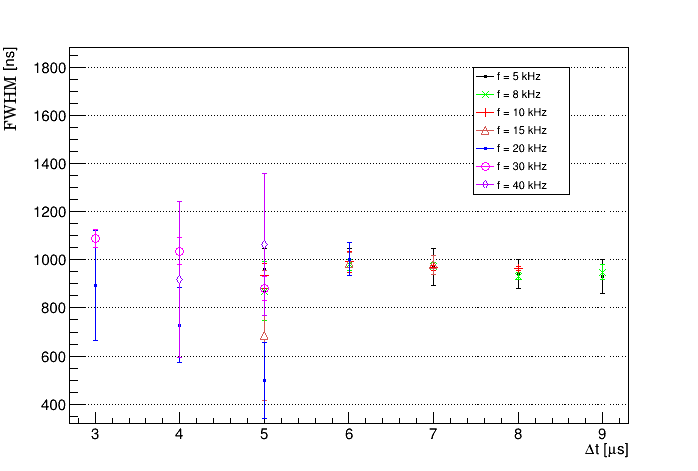 FWHM [ns]
1800
1600
1400
1200
1000
800
600
400
f = 5 kHz
f = 8 kHz
f = 10 kHz
f = 15 kHz
f = 20 kHz
f = 30 kHz
f = 40 kHz
3 4 5 6 7 8 9
Δt [μs]